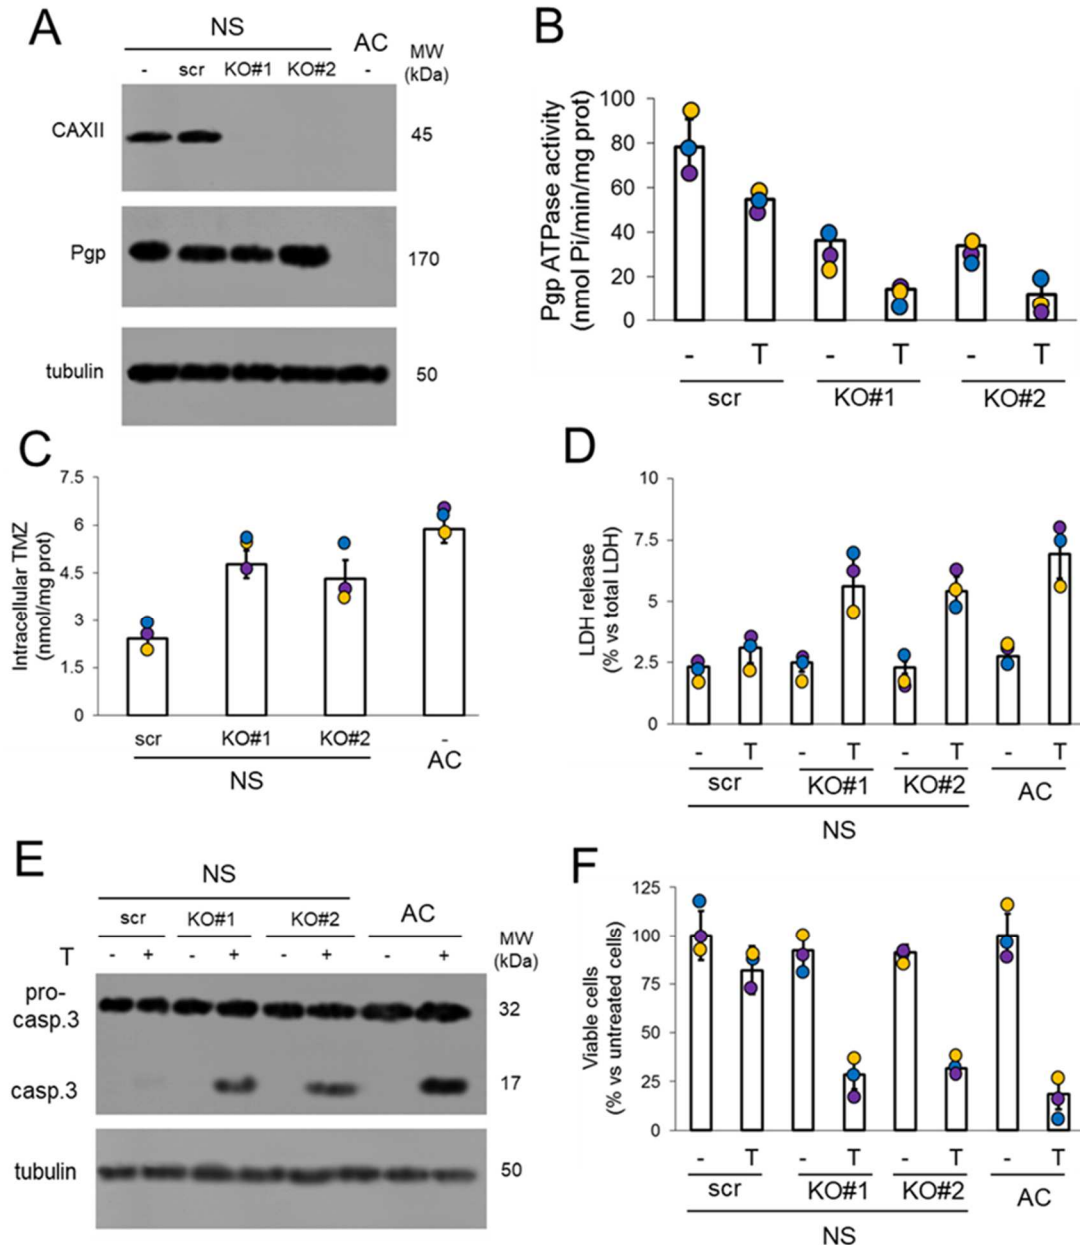 A
NS
AC
MW
(kDa)
- scr KO#1 KO#2 -
CAXII 45
Pgp 170
tubulin 50
B
Pgp ATPase activity
(nmol Pi/min/mg prot)
100
80
60
40
20
0
- T - T - T
scr KO#1 KO#2
C
Intracellular TMZ
(nmol/mg prot)
7.5
6
4.5
3
1.5
0
scr KO#1 KO#2 -
NS AC
D
LDH release
(% vs total LDH)
10
7.5
5
2.5
0
- T - T - T - T
scr KO#1 KO#2 AC
NS
E
NS
scr KO#1 KO#2 AC
MW
(kDa)
T - + - + - + - +
pro-
casp.3 32
casp.3 17
tubulin 50
F
Viable cells
(% vs untreated cells)
125
100
75
50
25
0
- T - T - T - T
scr KO#1 KO#2 AC
NS